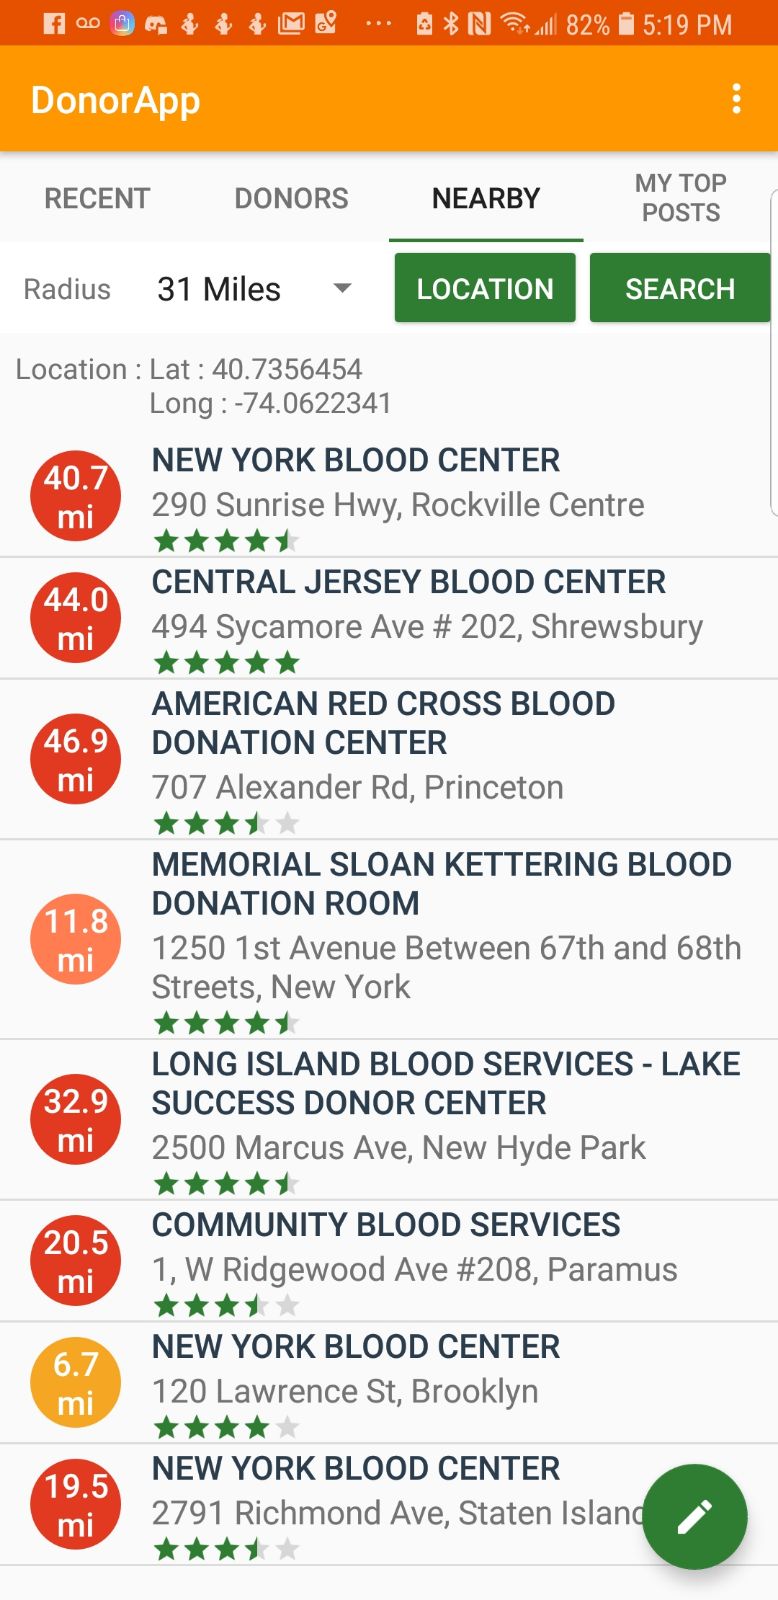 82% 5:19 PM
DonorApp
RECENT
DONORS
NEARBY
MY TOP
POSTS
Radius
31 Miles
LOCATION
SEARCH
Location : Lat : 40.7356454
Long : -74.0622341
40.7
mi
NEW YORK BLOOD CENTER
290 Sunrise Hwy, Rockville Centre
44.0
mi
CENTRAL JERSEY BLOOD CENTER
494 Sycamore Ave # 202, Shrewsbury
46.9
mi
AMERICAN RED CROSS BLOOD
DONATION CENTER
707 Alexander Rd, Princeton
11.8
mi
MEMORIAL SLOAN KETTERING BLOOD
DONATION ROOM
1250 1st Avenue Between 67th and 68th
Streets, New York
32.9
mi
LONG ISLAND BLOOD SERVICES - LAKE
SUCCESS DONOR CENTER
2500 Marcus Ave, New Hyde Park
20.5
mi
COMMUNITY BLOOD SERVICES
1, W Ridgewood Ave #208, Paramus
6.7
mi
NEW YORK BLOOD CENTER
120 Lawrence St, Brooklyn
19.5
mi
NEW YORK BLOOD CENTER
2791 Richmond Ave, Staten Island